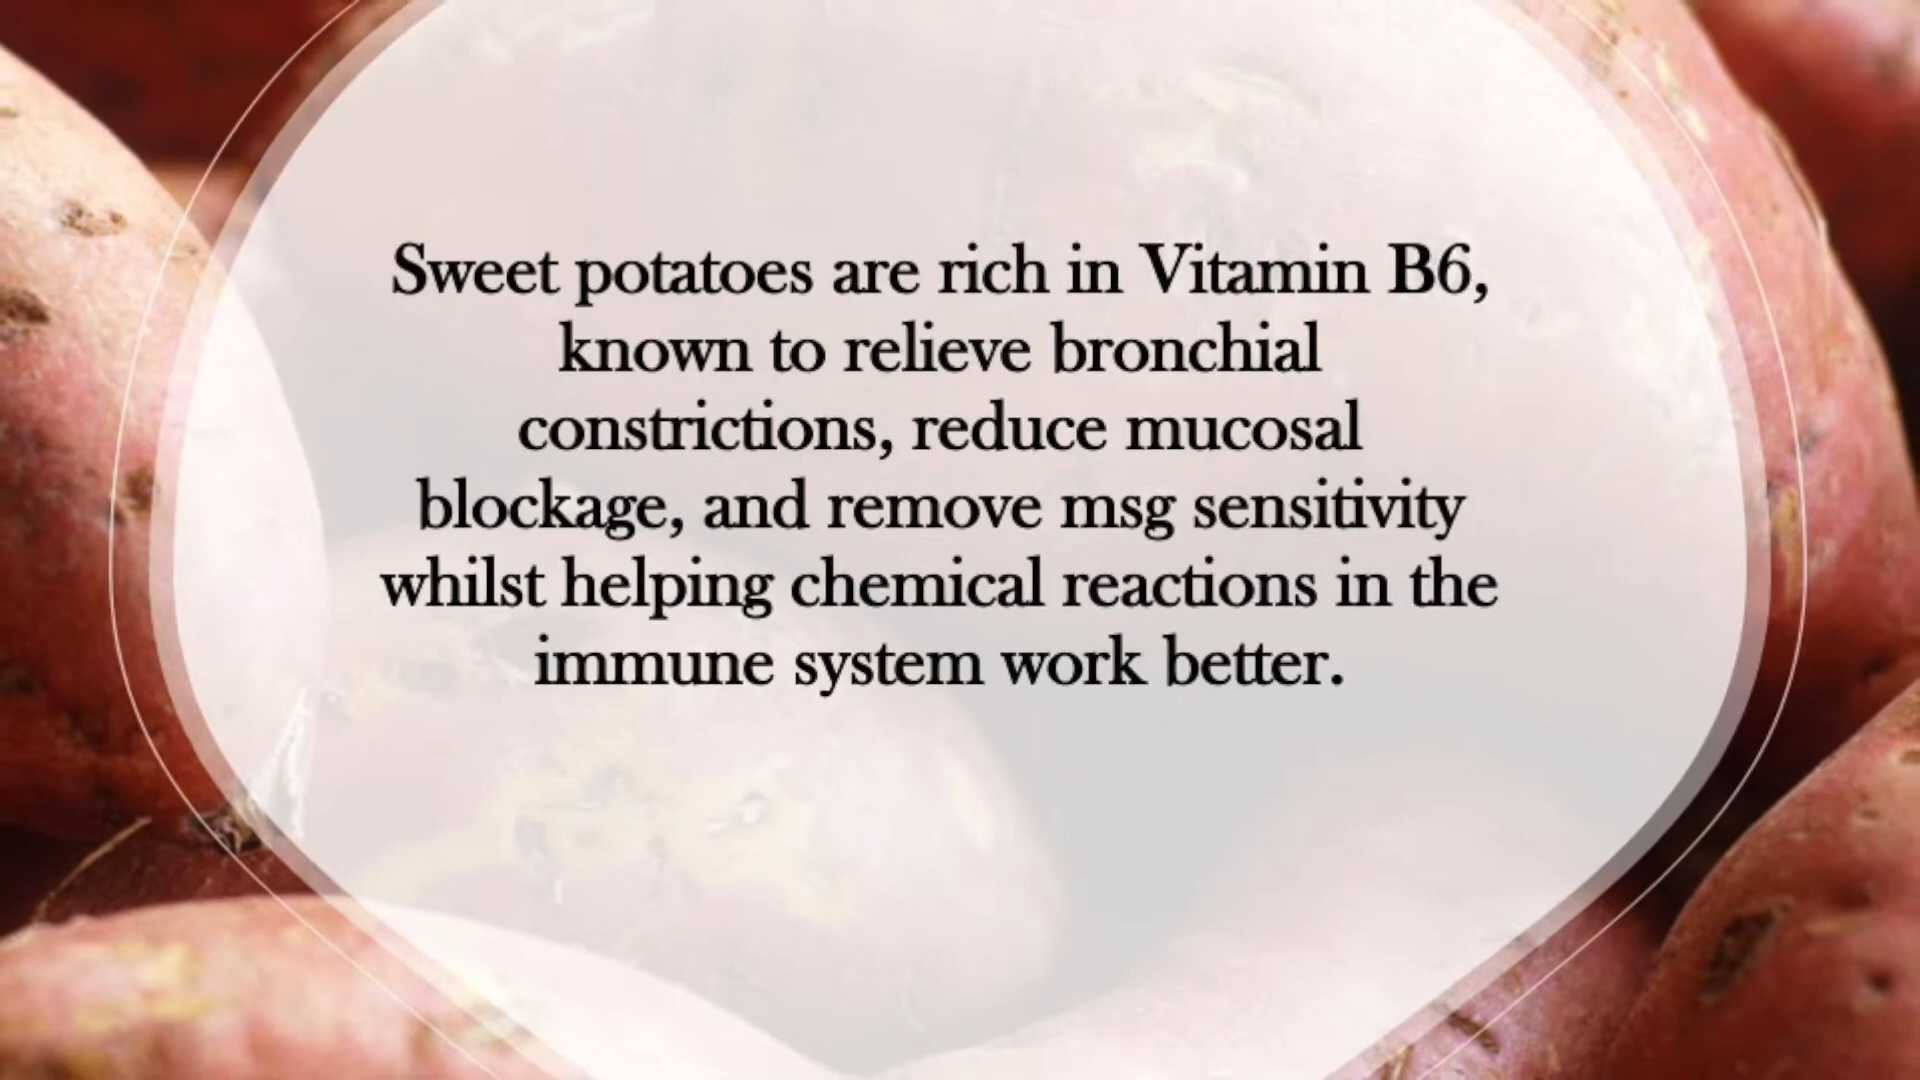 Sweet potatoes are rich in Vitamin B6,
known to relieve bronchial
constrictions, reduce mucosal
blockage, and remove msg sensitivity
whilst helping chemical reactions in the
immune system work better.